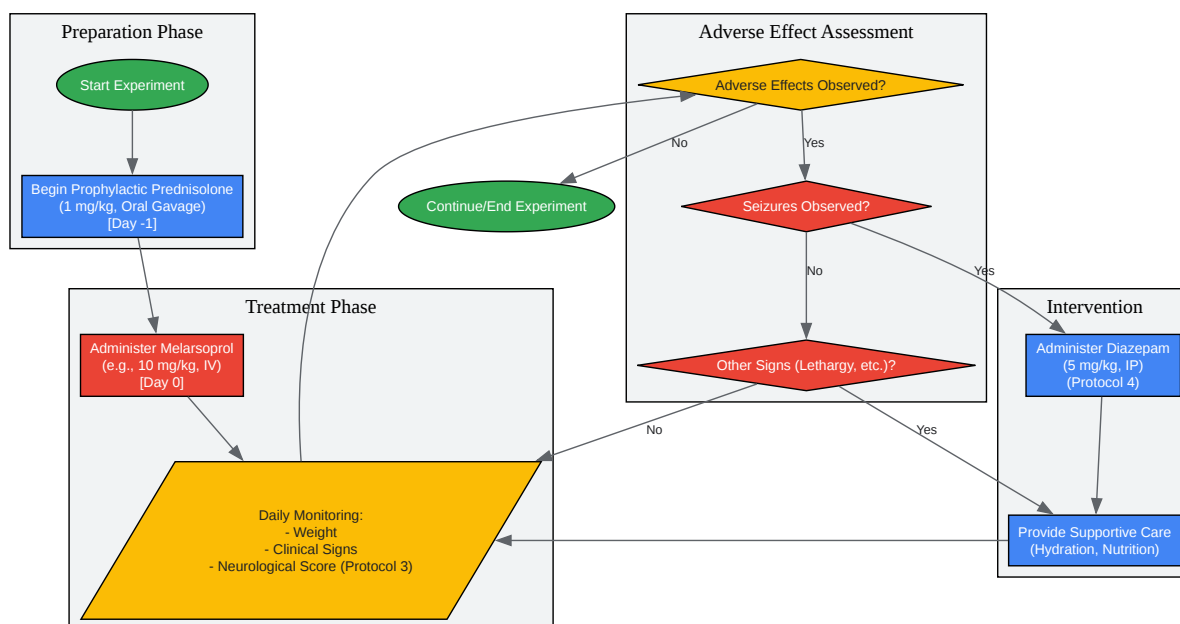 Preparation Phase
Start Experiment
Begin Prophylactic Prednisolone
(1 mg/kg, Oral Gavage)
[Day -1]
Adverse Effect Assessment
Adverse Effects Observed?
No
Yes
Continue/End Experiment
Seizures Observed?
No
Yes
Other Signs (Lethargy, etc.)?
No
Yes
Treatment Phase
Administer Melarsoprol
(e.g., 10 mg/kg, IV)
[Day 0]
Daily Monitoring:
- Weight
- Clinical Signs
- Neurological Score (Protocol 3)
Intervention
Administer Diazepam
(5 mg/kg, IP)
(Protocol 4)
Provide Supportive Care
(Hydration, Nutrition)